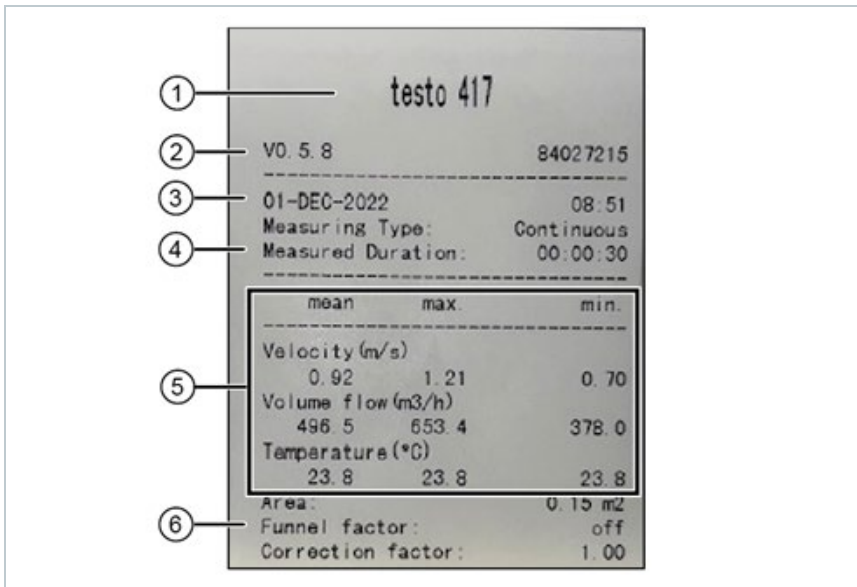 ① testo 417
② V0.5.8 84027215
③ 01-DEC-2022 08:51
Measuring Type: Continuous
④ Measured Duration: 00:00:30
mean max. min.
Velocity(m/s)
0.92 1.21 0.70
⑤
Volume flow(m3/h)
496.5 653.4 378.0
Temperature(°C)
23.8 23.8 23.8
Area: 0.15 m2
⑥ Funnel factor: off
Correction factor: 1.00